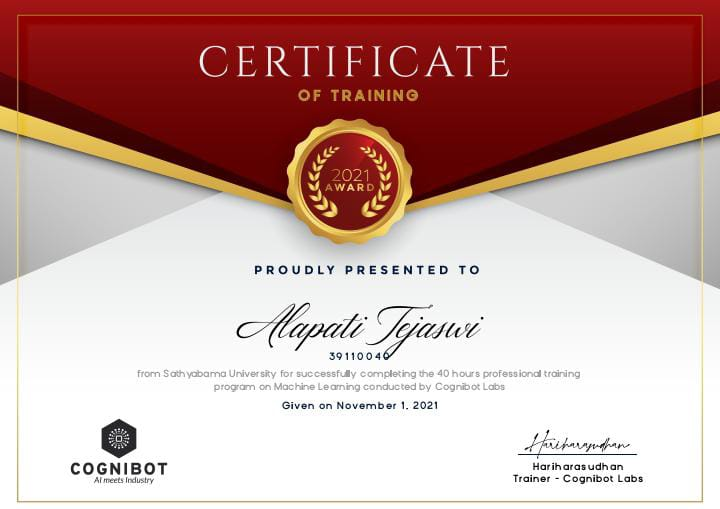 CERTIFICATE
OF TRAINING
2021
AWARD
PROUDLY PRESENTED TO
Alapati Tejaswi
39110040
from Sathyabama University for successfully completing the 40 hours professional training
program on Machine Learning conducted by Cognibot Labs
Given on November 1, 2021
COGNIBOT
AI meets Industry
Hariharasudhan
Hariharasudhan
Trainer - Cognibot Labs